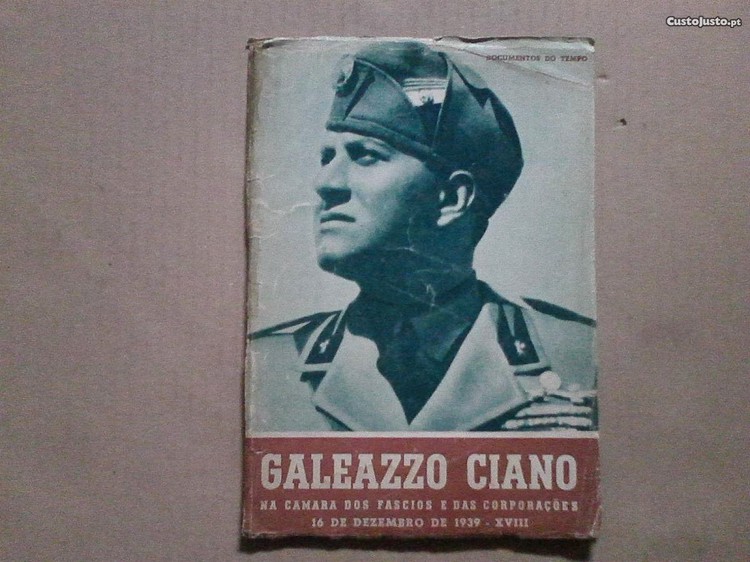 CustoJusto.pt
DOCUMENTOS DO TEMPO
GALEAZZO CIANO
NA CAMARA DOS FASCIOS E DAS CORPORAÇÕES
16 DE DEZEMBRO DE 1939 - XVIII